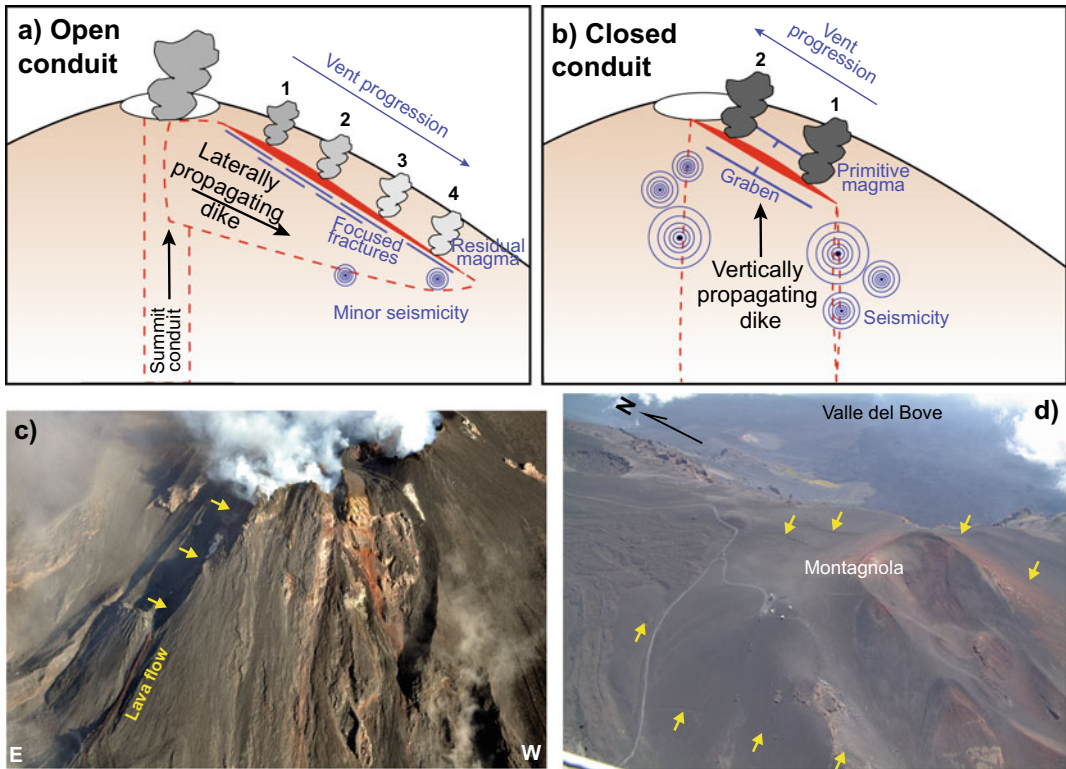 a) Open
conduit
Vent progression
1
2
3
4
Laterally
propagating
dike
Focused
fractures
Residual
magma
Minor seismicity
Summit
conduit
b) Closed
conduit
Vent
progression
2
1
Primitive
magma
Graben
Vertically
propagating
dike
Seismicity
c)
Lava flow
E
W
d)
N
Valle del Bove
Montagnola